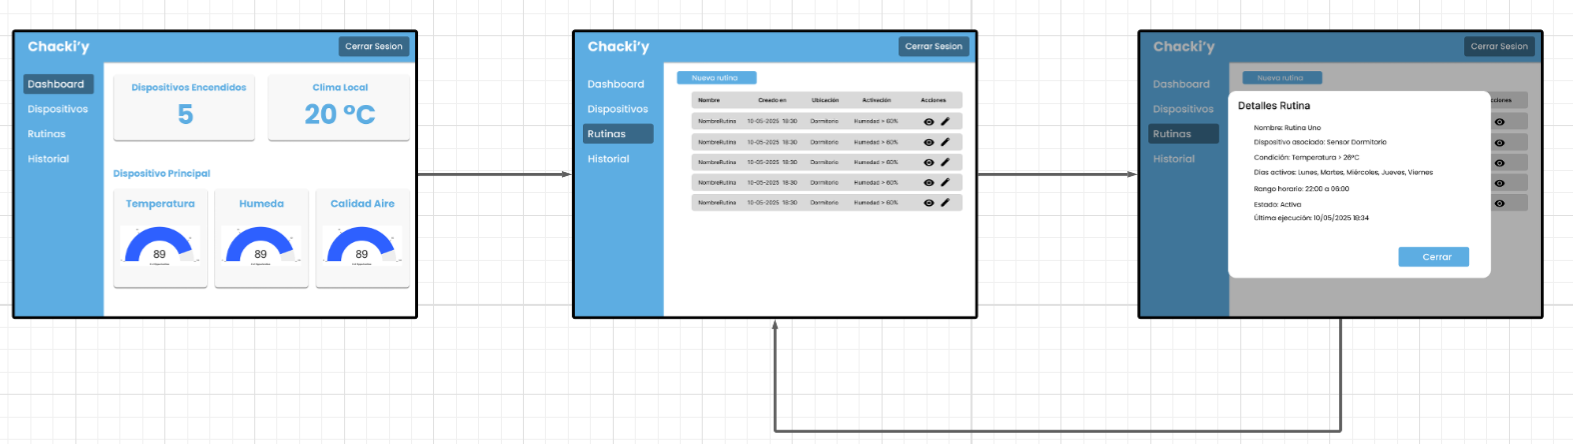 Chacki'y
Cerrar Sesion
Dashboard
Dispositivos
Rutinas
Historial
Dispositivos Encendidos
5
Clima Local
20 °C
Dispositivo Principal
Temperatura
89
Humeda
89
Calidad Aire
89
Chacki'y
Cerrar Sesion
Dashboard
Dispositivos
Rutinas
Historial
Nueva rutina
Nombre Creado en Ubicación Activación Acciones
NombreRutina 10-05-2025 18:30 Dormitorio Humedad > 60%
NombreRutina 10-05-2025 18:30 Dormitorio Humedad > 60%
NombreRutina 10-05-2025 18:30 Dormitorio Humedad > 60%
NombreRutina 10-05-2025 18:30 Dormitorio Humedad > 60%
NombreRutina 10-05-2025 18:30 Dormitorio Humedad > 60%
Chacki'y
Cerrar Sesion
Dashboard
Dispositivos
Rutinas
Historial
Nueva rutina
cciones
Detalles Rutina
Nombre: Rutina Uno
Dispositivo asociado: Sensor Dormitorio
Condición: Temperatura > 26°C
Días activos: Lunes, Martes, Miércoles, Jueves, Viernes
Rango horario: 22:00 a 06:00
Estado: Activa
Última ejecución: 10/05/2025 18:34
Cerrar